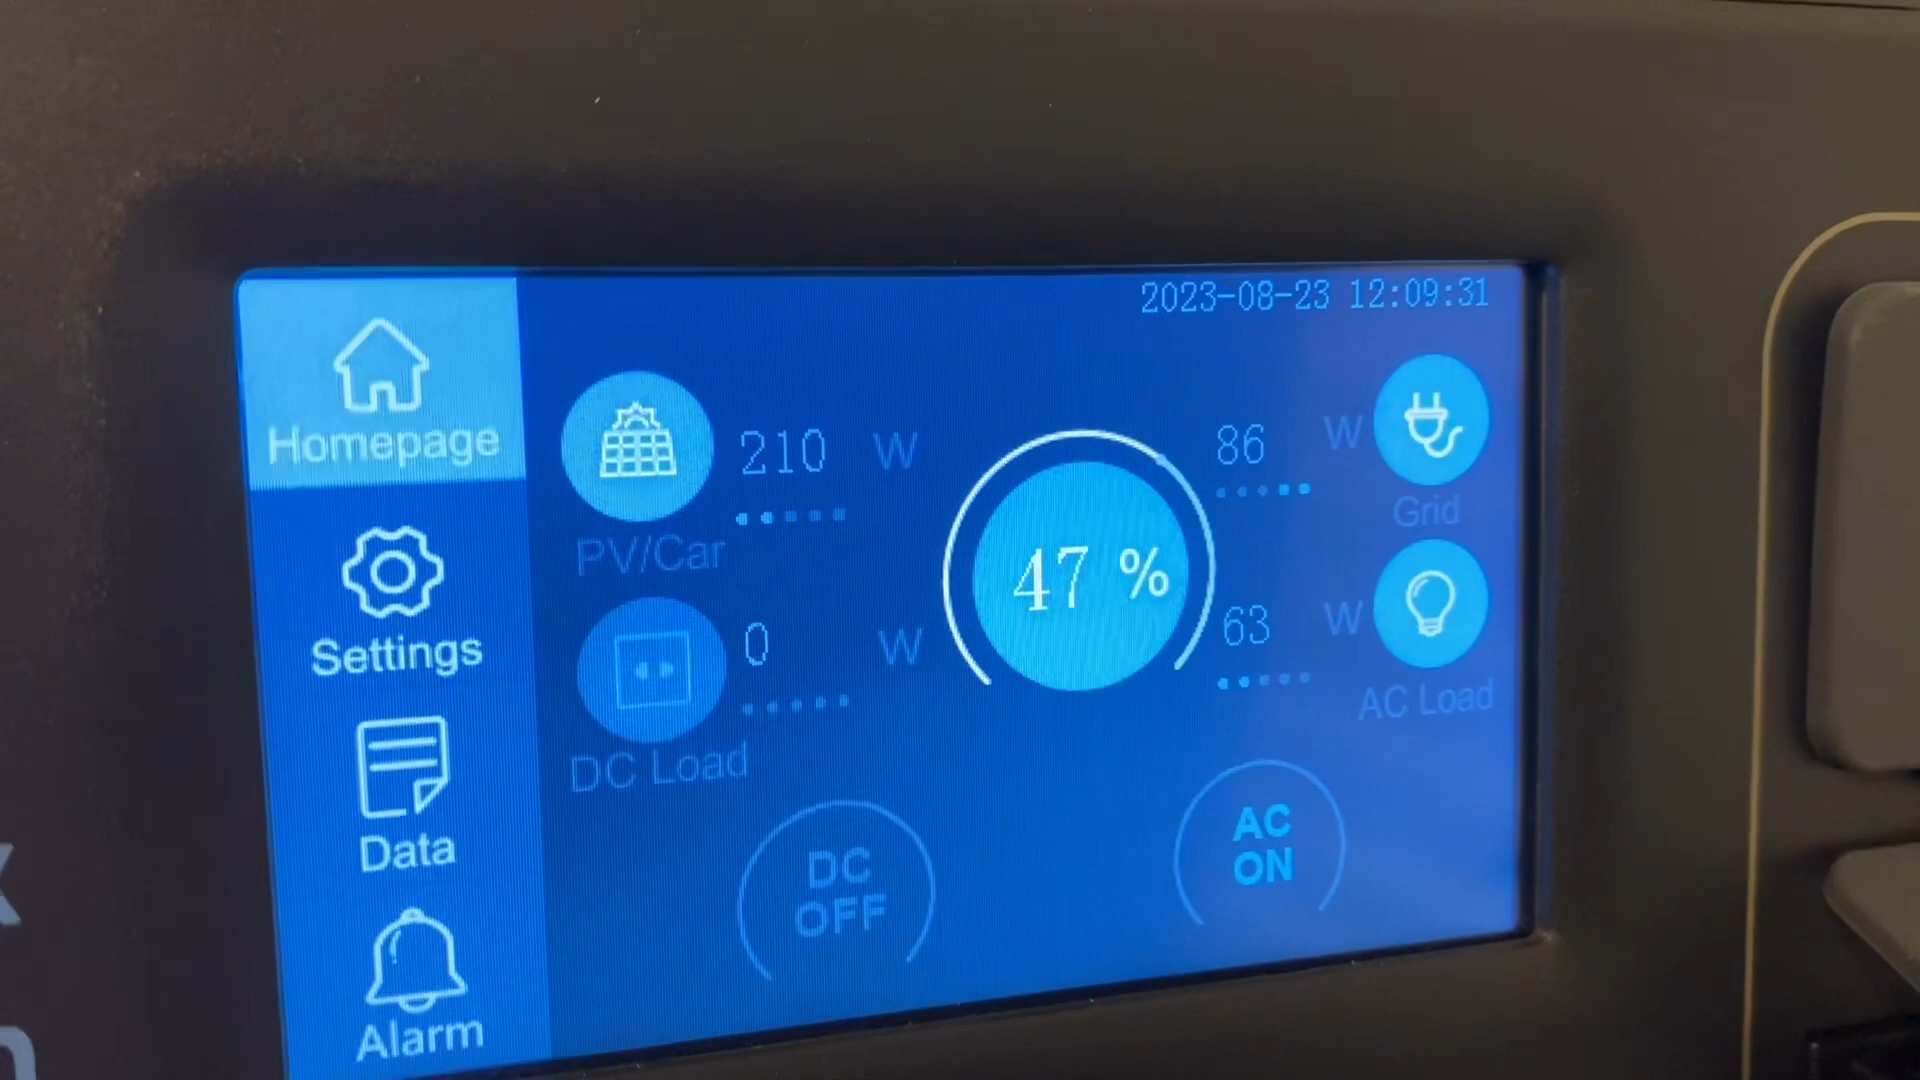 2023-08-23 12:09:31
Homepage
Settings
Data
Alarm
210 W
PV/Car
0 W
DC Load
47 %
86 W
Grid
63 W
AC Load
DC
OFF
AC
ON